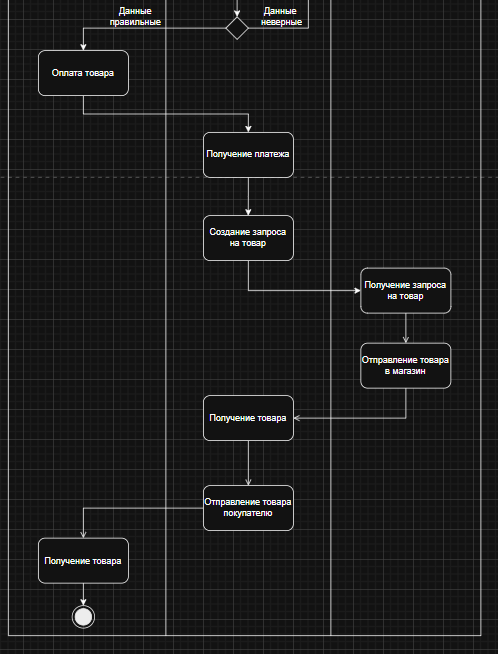 Данные
правильные
Данные
неверные
Оплата товара
Получение платежа
Создание запроса
на товар
Получение запроса
на товар
Отправление товара
в магазин
Получение товара
Отправление товара
покупателю
Получение товара